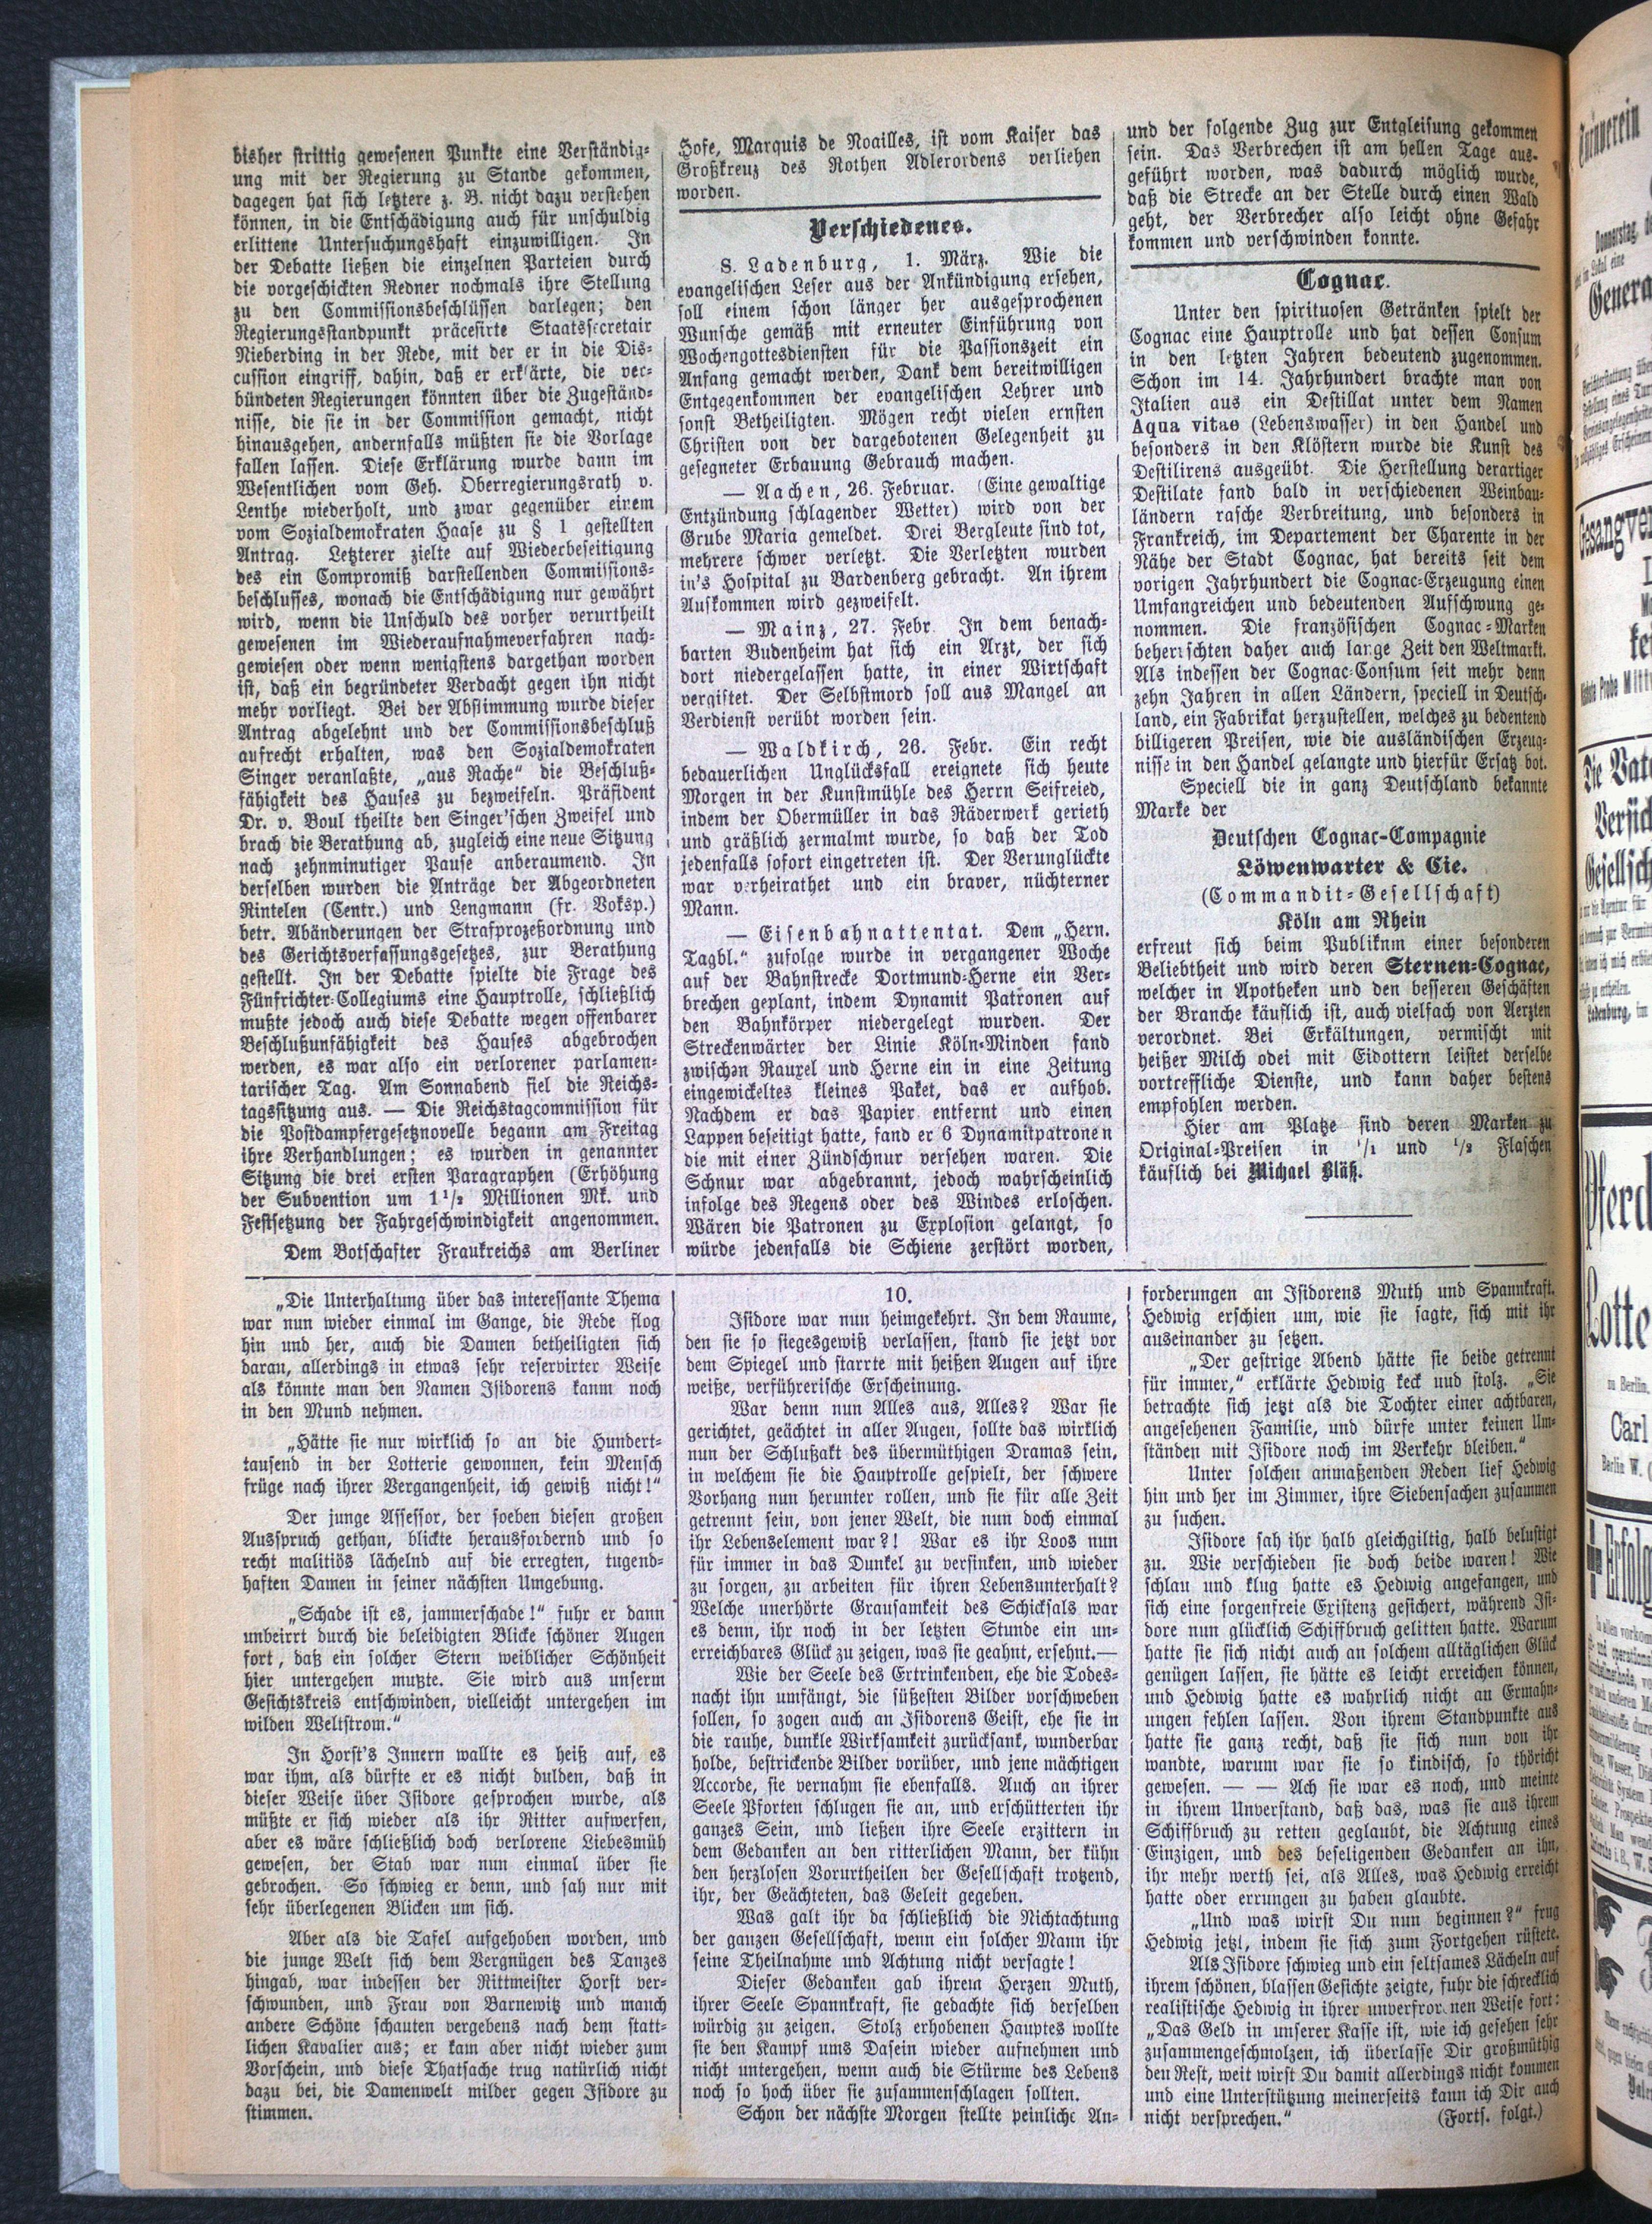 bisher strittig gewesenen Punkte eine Verständig-
ung mit der Regierung zu Stande gekommen,
dagegen hat sich letztere z. B. nicht dazu verstehen
können, in die Entschädigung auch für unschuldig
erlittene Untersuchungshaft einzuwilligen. In
der Debatte ließen die einzelnen Parteien durch
die vorgeschickten Redner nochmals ihre Stellung
zu den Commissionsbeschlüssen darlegen; den
Regierungsstandpunkt präcesirte Staatssecretair
Nieberding in der Rede, mit der er in die Dis-
cussion eingriff, dahin, daß er erklärte, die ver-
bündeten Regierungen könnten über die Zugeständ-
nisse, die sie in der Commission gemacht, nicht
hinausgehen, andernfalls müßten sie die Vorlage
fallen lassen. Diese Erklärung wurde dann im
Wesentlichen vom Geh. Oberregierungsrath v.
Lenthe wiederholt, und zwar gegenüber einem
vom Sozialdemokraten Haase zu § 1 gestellten
Antrag. Letzterer zielte auf Wiederbeseitigung
des ein Compromiß darstellenden Commissions-
beschlusses, wonach die Entschädigung nur gewährt
wird, wenn die Unschuld des vorher verurtheilt
gewesenen im Wiederaufnahmeverfahren nach-
gewiesen oder wenn wenigstens dargethan worden
ist, daß ein begründeter Verdacht gegen ihn nicht
mehr vorliegt. Bei der Abstimmung wurde dieser
Antrag abgelehnt und der Commissionsbeschluß
aufrecht erhalten, was den Sozialdemokraten
Singer veranlaßte, „aus Rache“ die Beschluß-
fähigkeit des Hauses zu bezweifeln. Präsident
Dr. v. Boul theilte den Singer'schen Zweifel und
brach die Berathung ab, zugleich eine neue Sitzung
nach zehnminutiger Pause anberaumend. In
derselben wurden die Anträge der Abgeordneten
Rintelen (Centr.) und Lengmann (fr. Voksp.)
betr. Abänderungen der Strafprozeßordnung und
des Gerichtsverfassungsgesetzes, zur Berathung
gestellt. In der Debatte spielte die Frage des
Fünfrichter-Collegiums eine Hauptrolle, schließlich
mußte jedoch auch diese Debatte wegen offenbarer
Beschlußunfähigkeit des Hauses abgebrochen
werden, es war also ein verlorener parlamen-
tarischer Tag. Am Sonnabend fiel die Reichs-
tagssitzung aus. — Die Reichstagcommission für
die Postdampfergesetznovelle begann am Freitag
ihre Verhandlungen; es wurden in genannter
Sitzung die drei ersten Paragraphen (Erhöhung
der Subvention um 1 1/2 Millionen Mk. und
Festsetzung der Fahrgeschwindigkeit angenommen.
Dem Botschafter Fraukreichs am Berliner
Hofe, Marquis de Noailles, ist vom Kaiser das
Großkreuz des Rothen Adlerordens verliehen
worden.
Verschiedenes.
S. Ladenburg, 1. März. Wie die
evangelischen Leser aus der Ankündigung ersehen,
soll einem schon länger her ausgesprochenen
Wunsche gemäß mit erneuter Einführung von
Wochengottesdiensten für die Passionszeit ein
Anfang gemacht werden, Dank dem bereitwilligen
Entgegenkommen der evangelischen Lehrer und
sonst Betheiligten. Mögen recht vielen ernsten
Christen von der dargebotenen Gelegenheit zu
gesegneter Erbauung Gebrauch machen.
— Aachen, 26. Februar. (Eine gewaltige
Entzündung schlagender Wetter) wird von der
Grube Maria gemeldet. Drei Bergleute sind tot,
mehrere schwer verletzt. Die Verletzten wurden
in's Hospital zu Bardenberg gebracht. An ihrem
Aufkommen wird gezweifelt.
— Mainz, 27. Febr. In dem benach-
barten Budenheim hat sich ein Arzt, der sich
dort niedergelassen hatte, in einer Wirtschaft
vergiftet. Der Selbstmord soll aus Mangel an
Verdienst verübt worden sein.
— Waldkirch, 26. Febr. Ein recht
bedauerlichen Unglücksfall ereignete sich heute
Morgen in der Kunstmühle des Herrn Seifreied,
indem der Obermüller in das Räderwerk gerieth
und gräßlich zermalmt wurde, so daß der Tod
jedenfalls sofort eingetreten ist. Der Verunglückte
war verheirathet und ein braver, nüchterner
Mann.
— Eisenbahnattentat. Dem „Hern.
Tagbl.“ zufolge wurde in vergangener Woche
auf der Bahnstrecke Dortmund-Herne ein Ver-
brechen geplant, indem Dynamit Patronen auf
den Bahnkörper niedergelegt wurden. Der
Streckenwärter der Linie Köln-Minden fand
zwischen Rauxel und Herne ein in eine Zeitung
eingewickeltes kleines Paket, das er aufhob.
Nachdem er das Papier entfernt und einen
Lappen beseitigt hatte, fand er 6 Dynamitpatronen
die mit einer Zündschnur versehen waren. Die
Schnur war abgebrannt, jedoch wahrscheinlich
infolge des Regens oder des Windes erloschen.
Wären die Patronen zu Explosion gelangt, so
würde jedenfalls die Schiene zerstört worden,
und der folgende Zug zur Entgleisung gekommen
sein. Das Verbrechen ist am hellen Tage aus-
geführt worden, was dadurch möglich wurde,
daß die Strecke an der Stelle durch einen Wald
geht, der Verbrecher also leicht ohne Gefahr
kommen und verschwinden konnte.
Cognac.
Unter den spirituosen Getränken spielt der
Cognac eine Hauptrolle und hat dessen Consum
in den letzten Jahren bedeutend zugenommen.
Schon im 14. Jahrhundert brachte man von
Italien aus ein Destillat unter dem Namen
Aqua vitae (Lebenswasser) in den Handel und
besonders in den Klöstern wurde die Kunst des
Destilirens ausgeübt. Die Herstellung derartiger
Destilate fand bald in verschiedenen Weinbau-
ländern rasche Verbreitung, und besonders in
Frankreich, im Departement der Charente in der
Nähe der Stadt Cognac, hat bereits seit dem
vorigen Jahrhundert die Cognac-Erzeugung einen
Umfangreichen und bedeutenden Aufschwung ge-
nommen. Die französischen Cognac-Marken
beherrschten daher auch lange Zeit den Weltmarkt.
Als indessen der Cognac-Consum seit mehr denn
zehn Jahren in allen Ländern, speciell in Deutsch-
land, ein Fabrikat herzustellen, welches zu bedentend
billigeren Preisen, wie die ausländischen Erzeug-
nisse in den Handel gelangte und hierfür Ersatz bot.
Speciell die in ganz Deutschland bekannte
Marke der
Deutschen Cognac-Compagnie
Löwenwarter & Cie.
(Commandit-Gesellschaft)
Köln am Rhein
erfreut sich beim Publikum einer besonderen
Beliebtheit und wird deren Sternen-Cognac,
welcher in Apotheken und den besseren Geschäften
der Branche käuflich ist, auch vielfach von Aerzten
verordnet. Bei Erkältungen, vermischt mit
heißer Milch odei mit Eidottern leistet derselbe
vortreffliche Dienste, und kann daher bestens
empfohlen werden.
Hier am Platze sind deren Marken zu
Original-Preisen in 1/1 und 1/2 Flaschen
käuflich bei Michael Bläß.
„Die Unterhaltung über das interessante Thema
war nun wieder einmal im Gange, die Rede flog
hin und her, auch die Damen betheiligten sich
daran, allerdings in etwas sehr reservirter Weise
als könnte man den Namen Isidorens kanm noch
in den Mund nehmen.
„Hätte sie nur wirklich so an die Hundert-
tausend in der Lotterie gewonnen, kein Mensch
früge nach ihrer Vergangenheit, ich gewiß nicht!“
Der junge Assessor, der soeben diesen großen
Ausspruch gethan, blickte herausfordernd und so
recht malitiös lächelnd auf die erregten, tugend-
haften Damen in seiner nächsten Umgebung.
„Schade ist es, jammerschade!“ fuhr er dann
unbeirrt durch die beleidigten Blicke schöner Augen
fort, daß ein solcher Stern weiblicher Schönheit
hier untergehen mußte. Sie wird aus unserm
Gesichtskreis entschwinden, vielleicht untergehen im
wilden Weltstrom.“
In Horst's Innern wallte es heiß auf, es
war ihm, als dürfte er es nicht dulden, daß in
dieser Weise über Isidore gesprochen wurde, als
müßte er sich wieder als ihr Ritter aufwerfen,
aber es wäre schließlich doch verlorene Liebesmüh
gewesen, der Stab war nun einmal über sie
gebrochen. So schwieg er denn, und sah nur mit
sehr überlegenen Blicken um sich.
Aber als die Tafel aufgehoben worden, und
die junge Welt sich dem Vergnügen des Tanzes
hingab, war indessen der Rittmeister Horst ver-
schwunden, und Frau von Barnewitz und manch
andere Schöne schauten vergebens nach dem statt-
lichen Kavalier aus; er kam aber nicht wieder zum
Vorschein, und diese Thatsache trug natürlich nicht
dazu bei, die Damenwelt milder gegen Isidore zu
stimmen.
10.
Isidore war nun heimgekehrt. In dem Raume,
den sie so siegesgewiß verlassen, stand sie jetzt vor
dem Spiegel und starrte mit heißen Augen auf ihre
weiße, verführerische Erscheinung.
War denn nun Alles aus, Alles? War sie
gerichtet, geächtet in aller Augen, sollte das wirklich
nun der Schlußakt des übermüthigen Dramas sein,
in welchem sie die Hauptrolle gespielt, der schwere
Vorhang nun herunter rollen, und sie für alle Zeit
getrennt sein, von jener Welt, die nun doch einmal
ihr Lebenselement war?! War es ihr Loos nun
für immer in das Dunkel zu versinken, und wieder
zu sorgen, zu arbeiten für ihren Lebensunterhalt?
Welche unerhörte Grausamkeit des Schicksals war
es denn, ihr noch in der letzten Stunde ein un-
erreichbares Glück zu zeigen, was sie geahnt, ersehnt.—
Wie der Seele des Ertrinkenden, ehe die Todes-
nacht ihn umfängt, die süßesten Bilder vorschweben
sollen, so zogen auch an Isidorens Geist, ehe sie in
die rauhe, dunkle Wirksamkeit zurücksank, wunderbar
holde, bestrickende Bilder vorüber, und jene mächtigen
Accorde, sie vernahm sie ebenfalls. Auch an ihrer
Seele Pforten schlugen sie an, und erschütterten ihr
ganzes Sein, und ließen ihre Seele erzittern in
dem Gedanken an den ritterlichen Mann, der kühn
den herzlosen Vorurtheilen der Gesellschaft trotzend,
ihr, der Geächteten, das Geleit gegeben.
Was galt ihr da schließlich die Nichtachtung
der ganzen Gesellschaft, wenn ein solcher Mann ihr
seine Theilnahme und Achtung nicht versagte!
Dieser Gedanken gab ihrem Herzen Muth,
ihrer Seele Spannkraft, sie gedachte sich derselben
würdig zu zeigen. Stolz erhobenen Hauptes wollte
sie den Kampf ums Dasein wieder aufnehmen und
nicht untergehen, wenn auch die Stürme des Lebens
noch so hoch über sie zusammenschlagen sollten.
Schon der nächste Morgen stellte peinliche An-
forderungen an Isidorens Muth und Spannkraft.
Hedwig erschien um, wie sie sagte, sich mit ihr
auseinander zu setzen.
„Der gestrige Abend hätte sie beide getrennt
für immer,“ erklärte Hedwig keck und stolz. „Sie
betrachte sich jetzt als die Tochter einer achtbaren,
angesehenen Familie, und dürfe unter keinen Um-
ständen mit Isidore noch im Verkehr bleiben.“
Unter solchen anmaßenden Reden lief Hedwig
hin und her im Zimmer, ihre Siebensachen zusammen
zu suchen.
Isidore sah ihr halb gleichgiltig, halb belustigt
zu. Wie verschieden sie doch beide waren! Wie
schlau und klug hatte es Hedwig angefangen, und
sich eine sorgenfreie Existenz gesichert, während Isi-
dore nun glücklich Schiffbruch gelitten hatte. Warum
hatte sie sich nicht auch an solchem alltäglichen Glück
genügen lassen, sie hätte es leicht erreichen können,
und Hedwig hatte es wahrlich nicht an Ermahn-
ungen fehlen lassen. Von ihrem Standpunkte aus
hatte sie ganz recht, daß sie sich nun von ihr
wandte, warum war sie so kindisch, so thöricht
gewesen. — — Ach sie war es noch, und meinte
in ihrem Unverstand, daß das, was sie aus ihrem
Schiffbruch zu retten geglaubt, die Achtung eines
Einzigen, und des beseligenden Gedanken an ihn,
ihr mehr werth sei, als Alles, was Hedwig erreicht
hatte oder errungen zu haben glaubte.
„Und was wirst Du nun beginnen?“ frug
Hedwig jetzt, indem sie sich zum Fortgehen rüstete.
Als Isidore schwieg und ein seltsames Lächeln auf
ihrem schönen, blassen Gesichte zeigte, fuhr die schrecklich
realistische Hedwig in ihrer unverfrornen Weise fort:
„Das Geld in unserer Kasse ist, wie ich gesehen sehr
zusammengeschmolzen, ich überlasse Dir großmüthig
den Rest, weit wirst Du damit allerdings nicht kommen
und eine Unterstützung meinerseits kann ich Dir auch
nicht versprechen.“ (Forts. folgt.)
Donnerstag,
Genera
Gesangver
Die Vate
Versich
Gesellsch
Ladenburg, im
Pferd
Lotte
zu Berlin.
Carl
Berlin W.
Erfolg